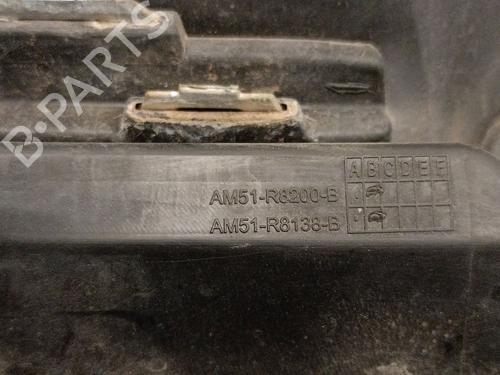 B-PARTS
A B C D E F
AM51-R8200-B
AM51-R8138-B